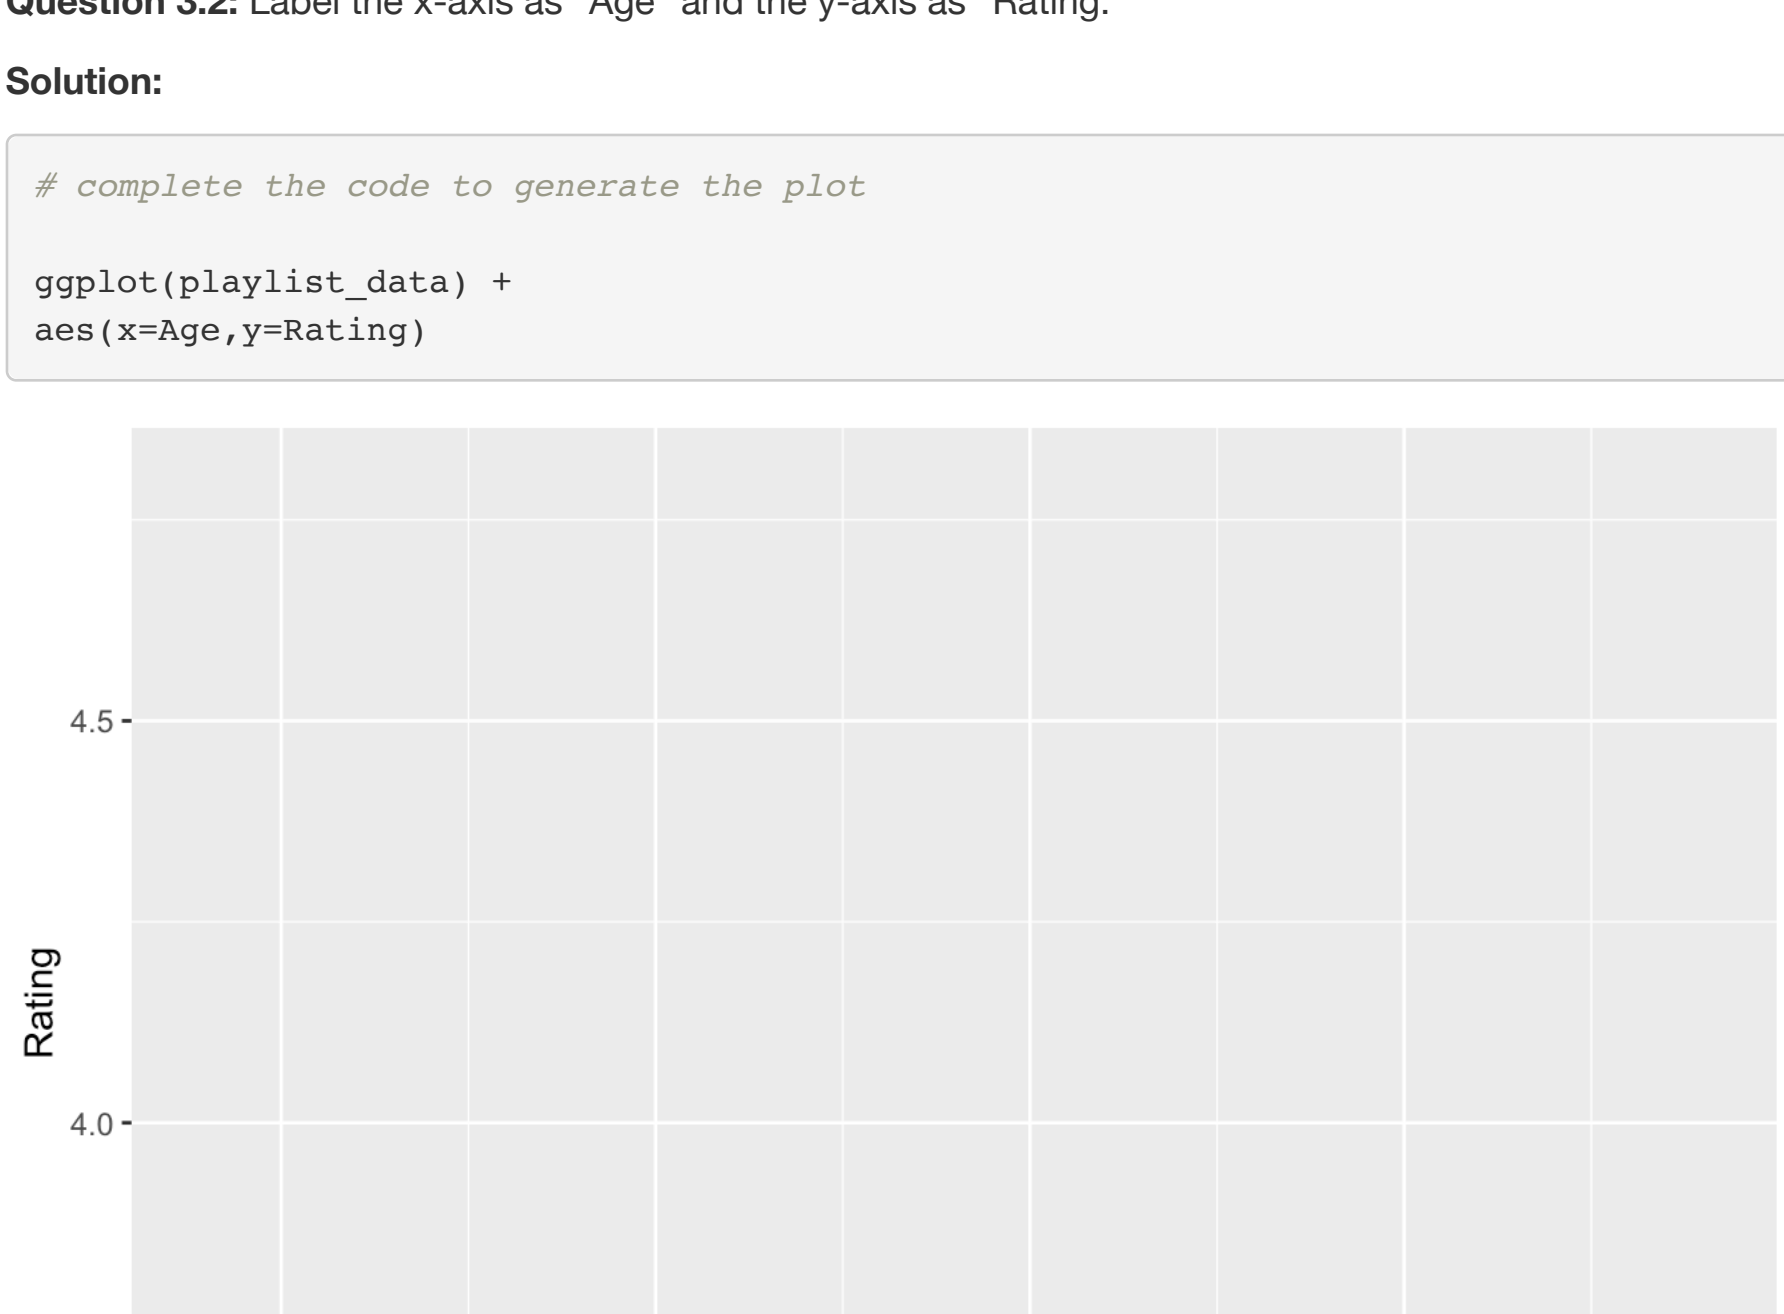 Question 3.2: Label the x-axis as "Age" and the y-axis as "Rating.
Solution:
# complete the code to generate the plot
ggplot(playlist_data) +
aes(x=Age,y=Rating)
4.5
Rating
4.0